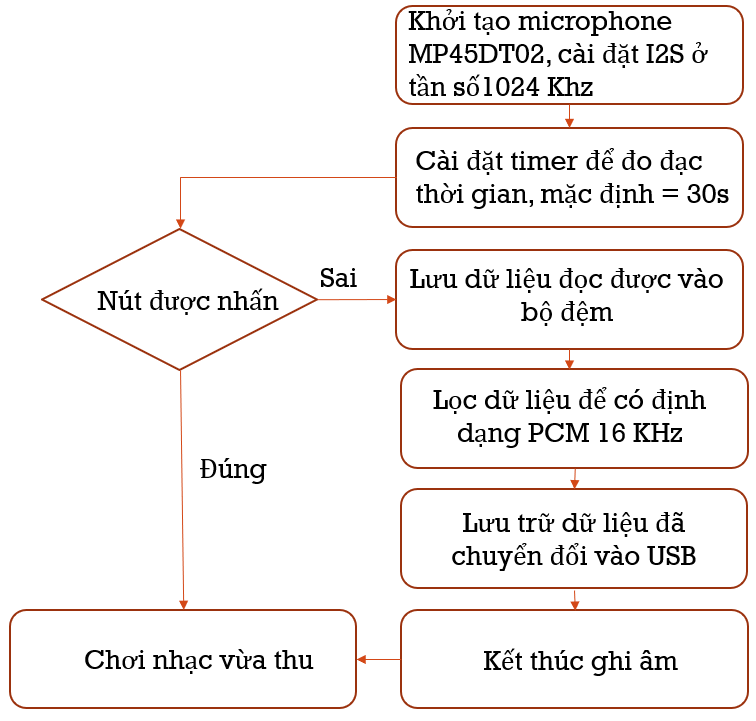 Khởi tạo microphone
MP45DT02, cài đặt I2S ở
tần số1024 Khz
Cài đặt timer để đo đạc
thời gian, mặc định = 30s
Nút được nhấn
Sai
Lưu dữ liệu đọc được vào
bộ đệm
Lọc dữ liệu để có định
dạng PCM 16 KHz
Đúng
Lưu trữ dữ liệu đã
chuyển đổi vào USB
Chơi nhạc vừa thu
Kết thúc ghi âm